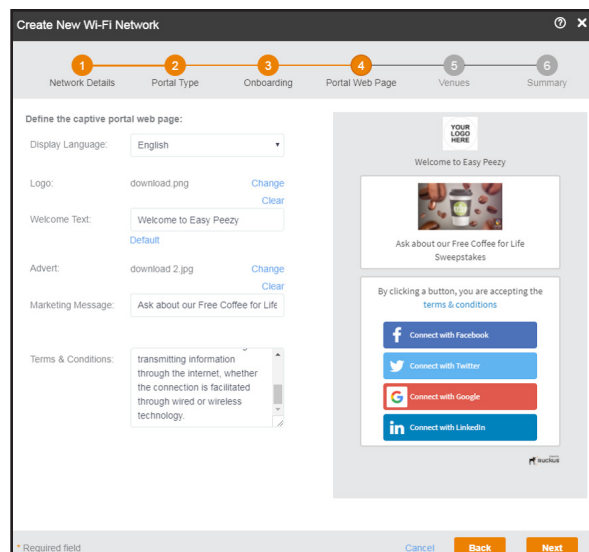 Create New Wi-Fi Network
1 2 3 4 5 6
Network Details Portal Type Onboarding Portal Web Page Venues Summary
Define the captive portal web page:
Display Language: English
Logo: download.png Change
Clear
Welcome Text: Welcome to Easy Peezy
Default
Advert: download 2.jpg Change
Clear
Marketing Message: Ask about our Free Coffee for Life
Terms & Conditions: transmitting information
through the internet, whether
the connection is facilitated
through wired or wireless
technology.
YOUR
LOGO
HERE
Welcome to Easy Peezy
Ask about our Free Coffee for Life
Sweepstakes
By clicking a button, you are accepting the
terms & conditions
Connect with Facebook
Connect with Twitter
Connect with Google
Connect with LinkedIn
RUCKUS
* Required field Cancel Back Next